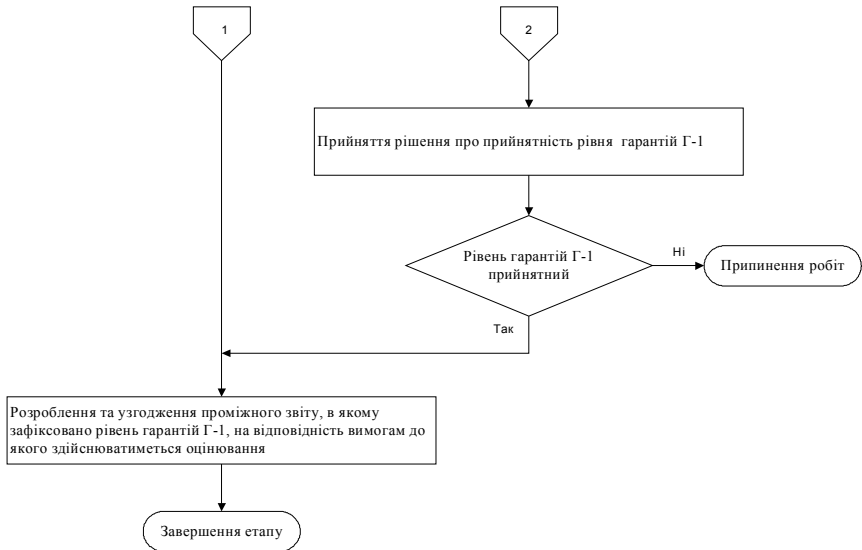 1
2
Прийняття рішення про прийнятність рівня гарантій Г-1
Рівень гарантій Г-1
прийнятний
Ні
Припинення робіт
Так
Розроблення та узгодження проміжного звіту, в якому
зафіксовано рівень гарантій Г-1, на відповідність вимогам до
якого здійснюватиметься оцінювання
Завершення етапу